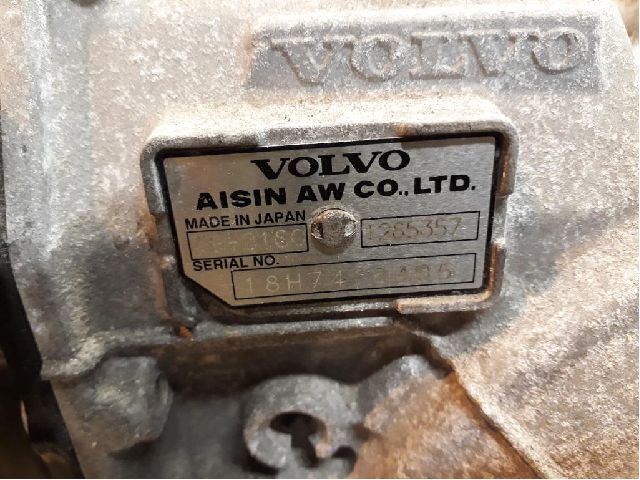 VOLVO
VOLVO
AISIN AW CO., LTD.
MADE IN JAPAN
1285357
SERIAL NO.